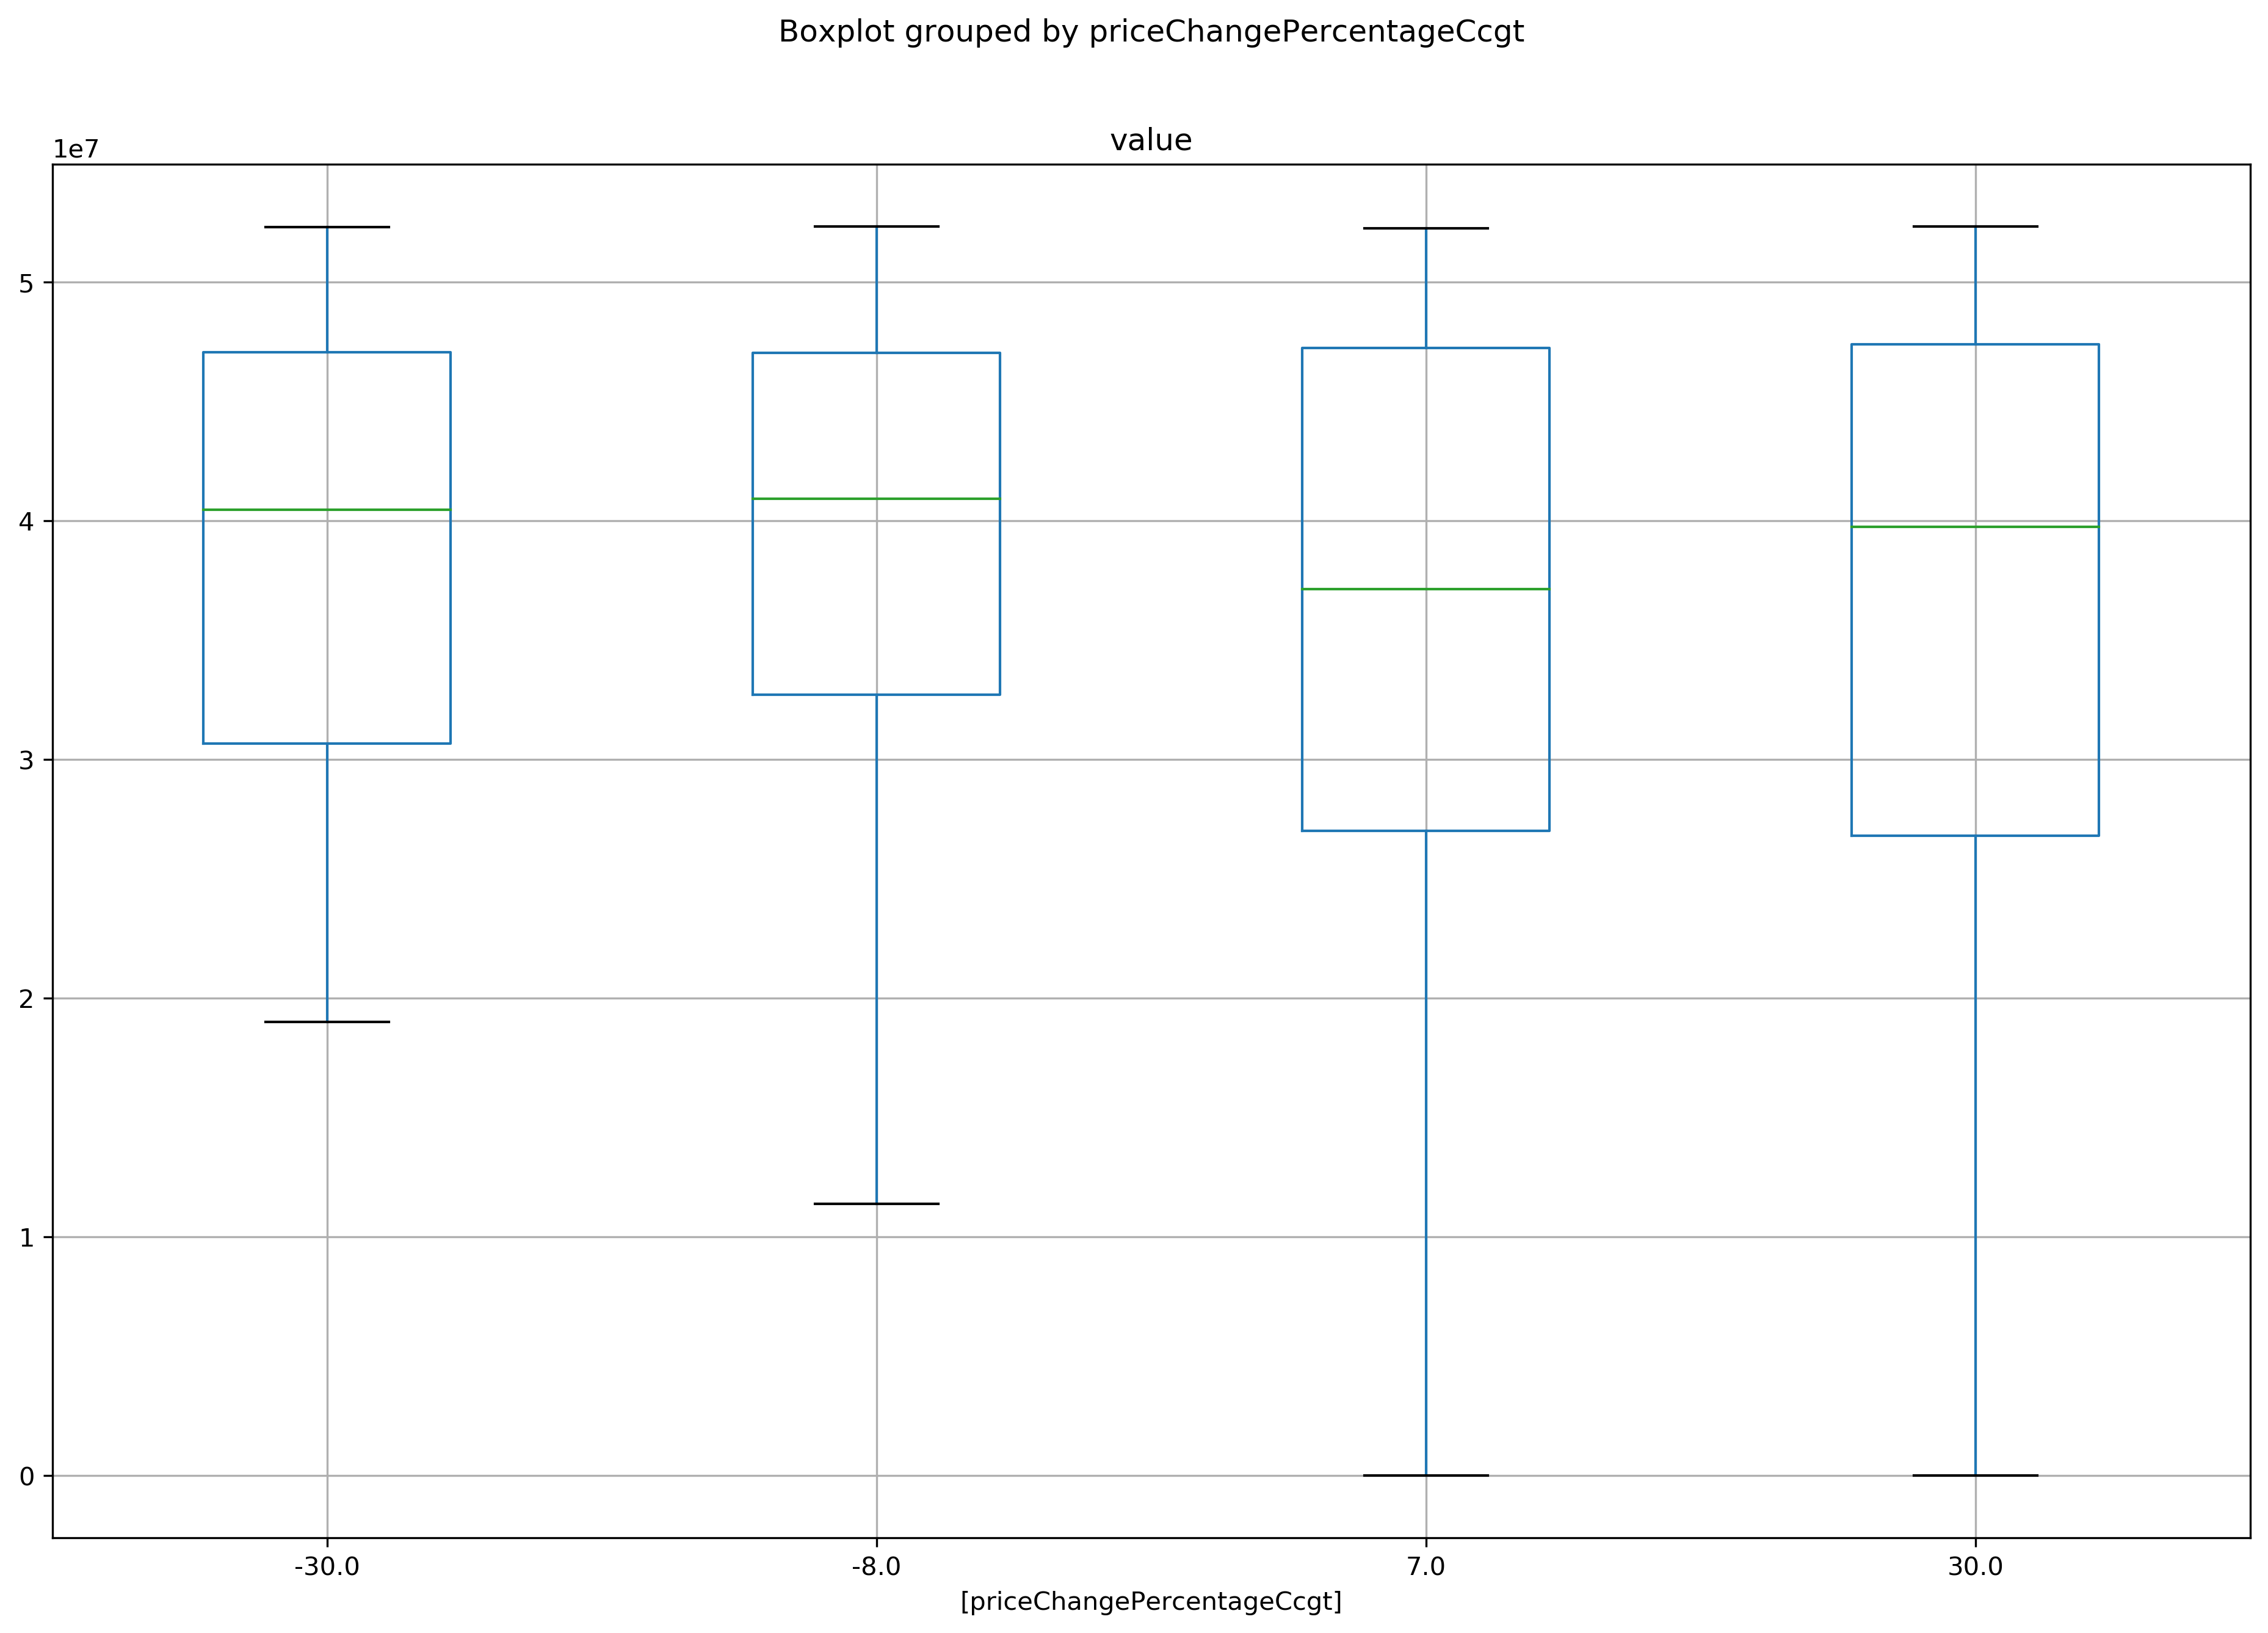 Boxplot grouped by priceChangePercentageCcgt
value
1e7
5
4
3
2
1
0
-30.0 -8.0 7.0 30.0
[priceChangePercentageCcgt]